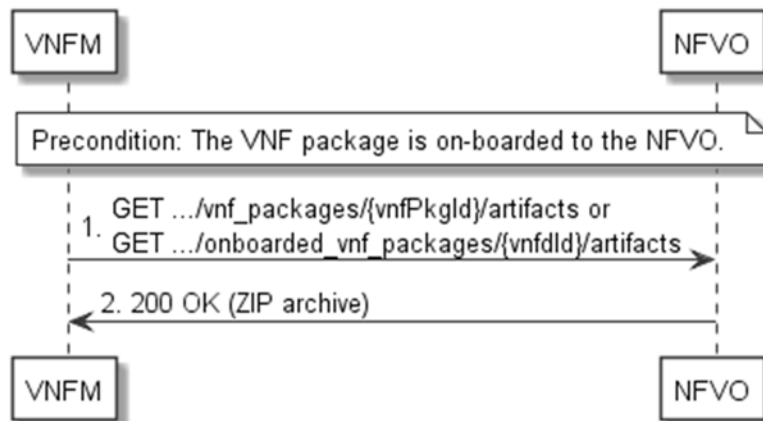 VNFM NFVO
Precondition: The VNF package is on-boarded to the NFVO.
1. GET .../vnf_packages/{vnfPkgId}/artifacts or
GET .../onboarded_vnf_packages/{vnfdId}/artifacts
2. 200 OK (ZIP archive)
VNFM NFVO